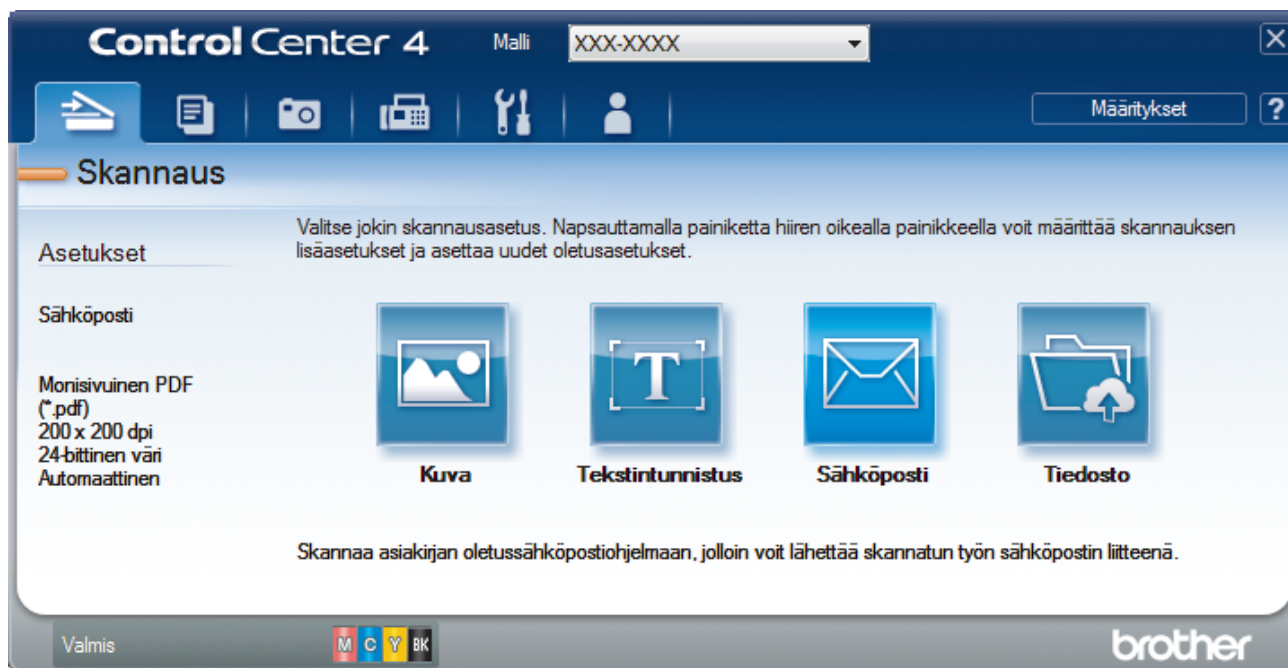 Control Center 4
Malli
XXX-XXXX
Määritykset
?
Skannaus
Valitse jokin skannausasetus. Napsauttamalla painiketta hiiren oikealla painikkeella voit määrittää skannauksen
lisäasetukset ja asettaa uudet oletusasetukset.
Asetukset
Sähköposti
Monisivuinen PDF
(*.pdf)
200 x 200 dpi
24-bittinen väri
Automaattinen
T
Kuva
Tekstintunnistus
Sähköposti
Tiedosto
Skannaa asiakirjan oletussähköpostiohjelmaan, jolloin voit lähettää skannatun työn sähköpostin liitteenä.
Valmis
M C Y BK
brother